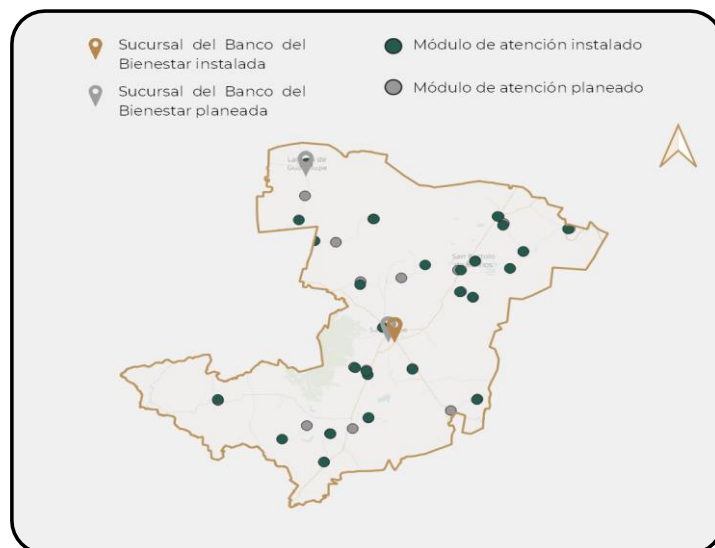 Sucursal del Banco del
Bienestar instalada
Sucursal del Banco del
Bienestar planeada
Módulo de atención instalado
Módulo de atención planeado
San